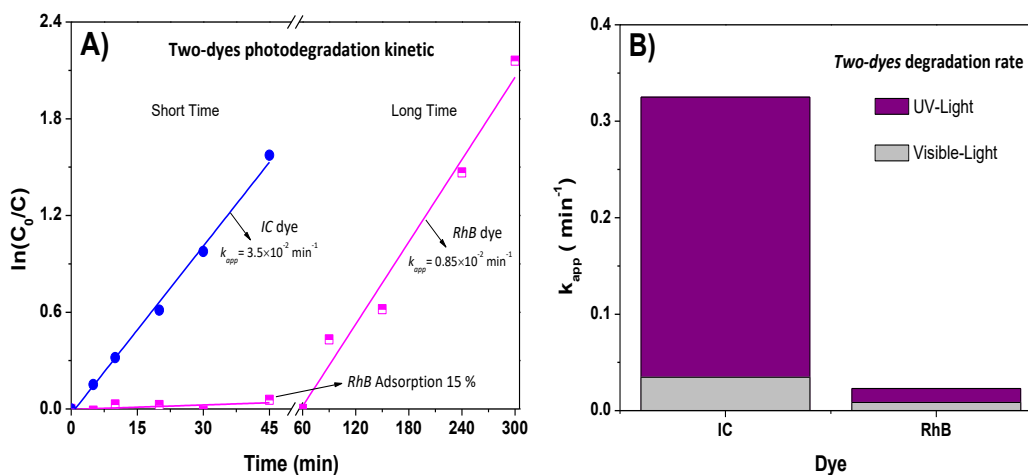 A)
Two-dyes photodegradation kinetic
Short Time
Long Time
IC dye
k_app = 3.5×10⁻² min⁻¹
RhB dye
k_app = 0.85×10⁻² min⁻¹
RhB Adsorption 15 %
ln(C₀/C)
2.4
1.8
1.2
0.6
0.0
0 15 30 45 60 120 180 240 300
Time (min)
B)
Two-dyes degradation rate
UV-Light
Visible-Light
k_app ( min⁻¹)
0.4
0.3
0.2
0.1
0.0
IC RhB
Dye